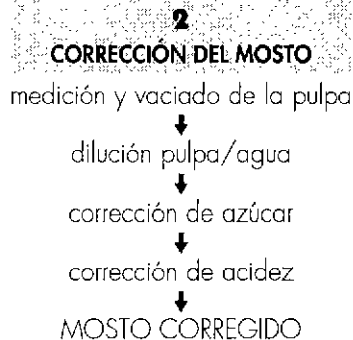 2
CORRECCIÓN DEL MOSTO
medición y vaciado de la pulpa
dilución pulpa/agua
corrección de azúcar
corrección de acidez
MOSTO CORREGIDO